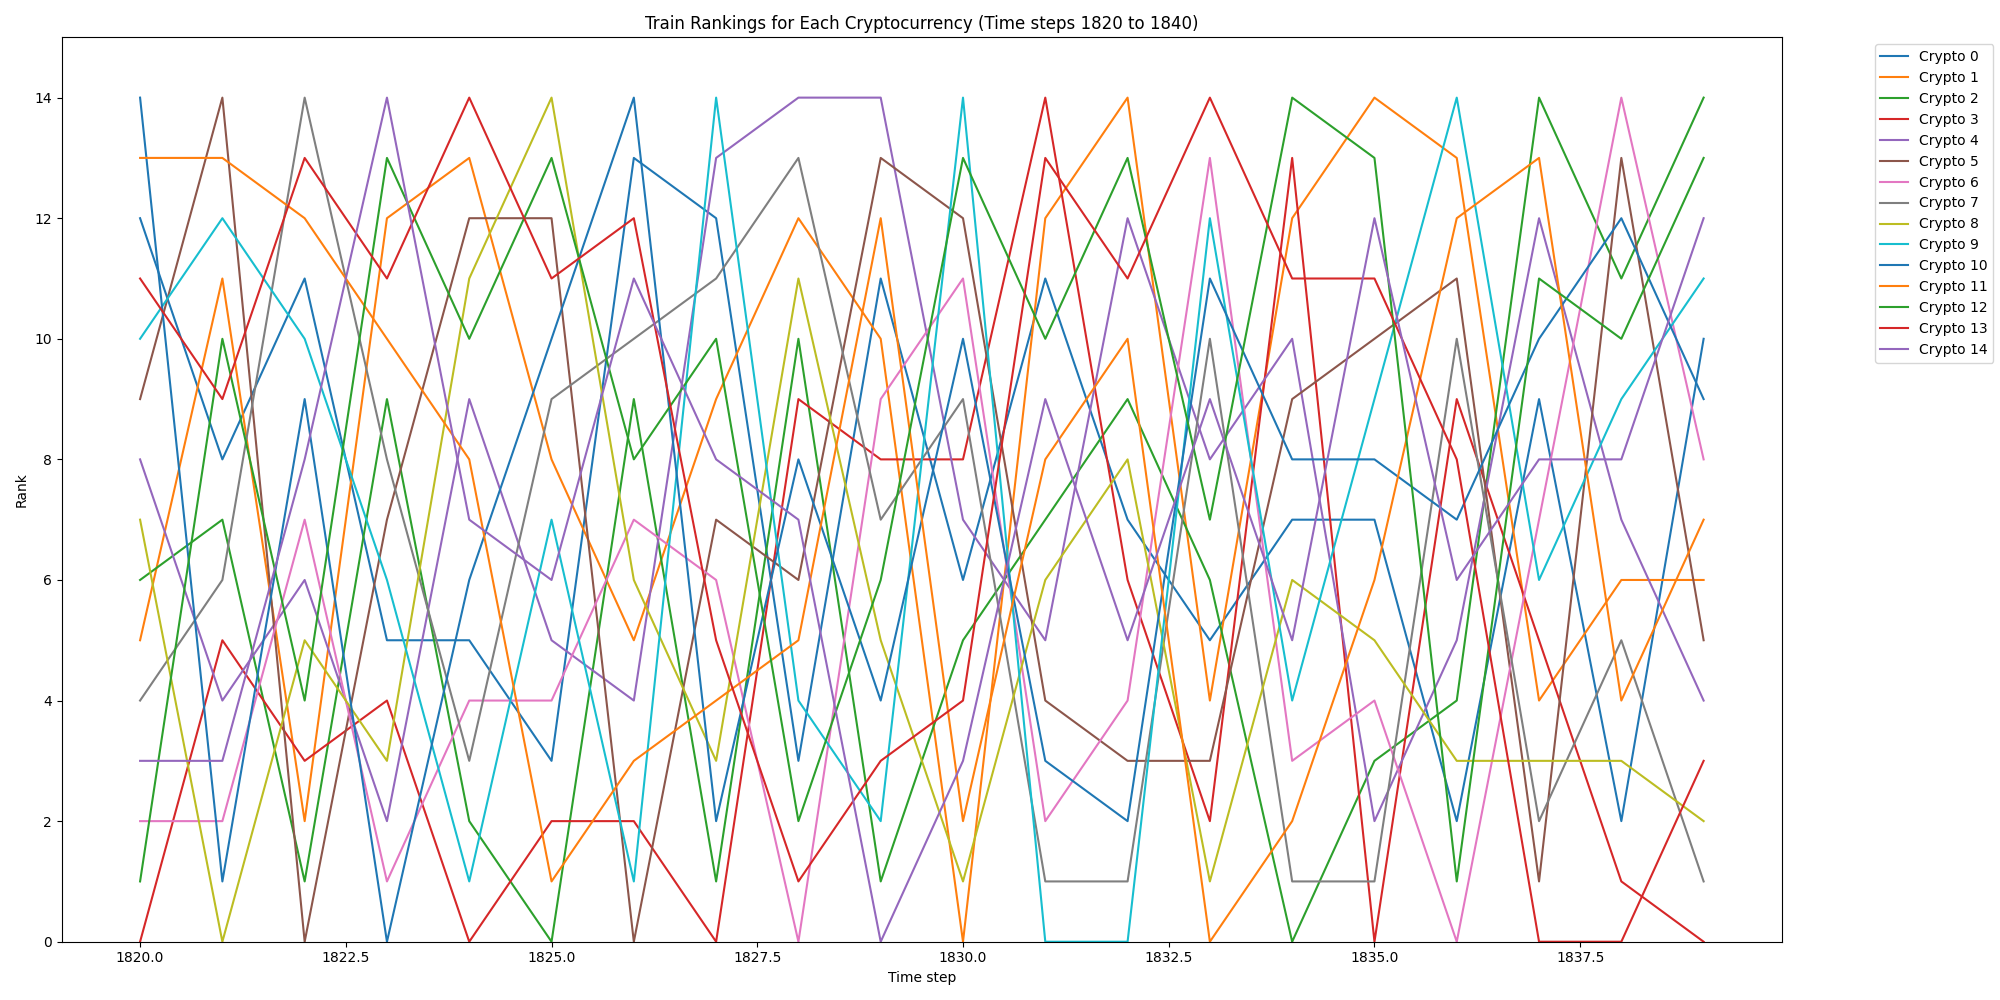 Train Rankings for Each Cryptocurrency (Time steps 1820 to 1840)
Rank
14
12
10
8
6
4
2
0
1820.0 1822.5 1825.0 1827.5 1830.0 1832.5 1835.0 1837.5
Time step
Crypto 0
Crypto 1
Crypto 2
Crypto 3
Crypto 4
Crypto 5
Crypto 6
Crypto 7
Crypto 8
Crypto 9
Crypto 10
Crypto 11
Crypto 12
Crypto 13
Crypto 14